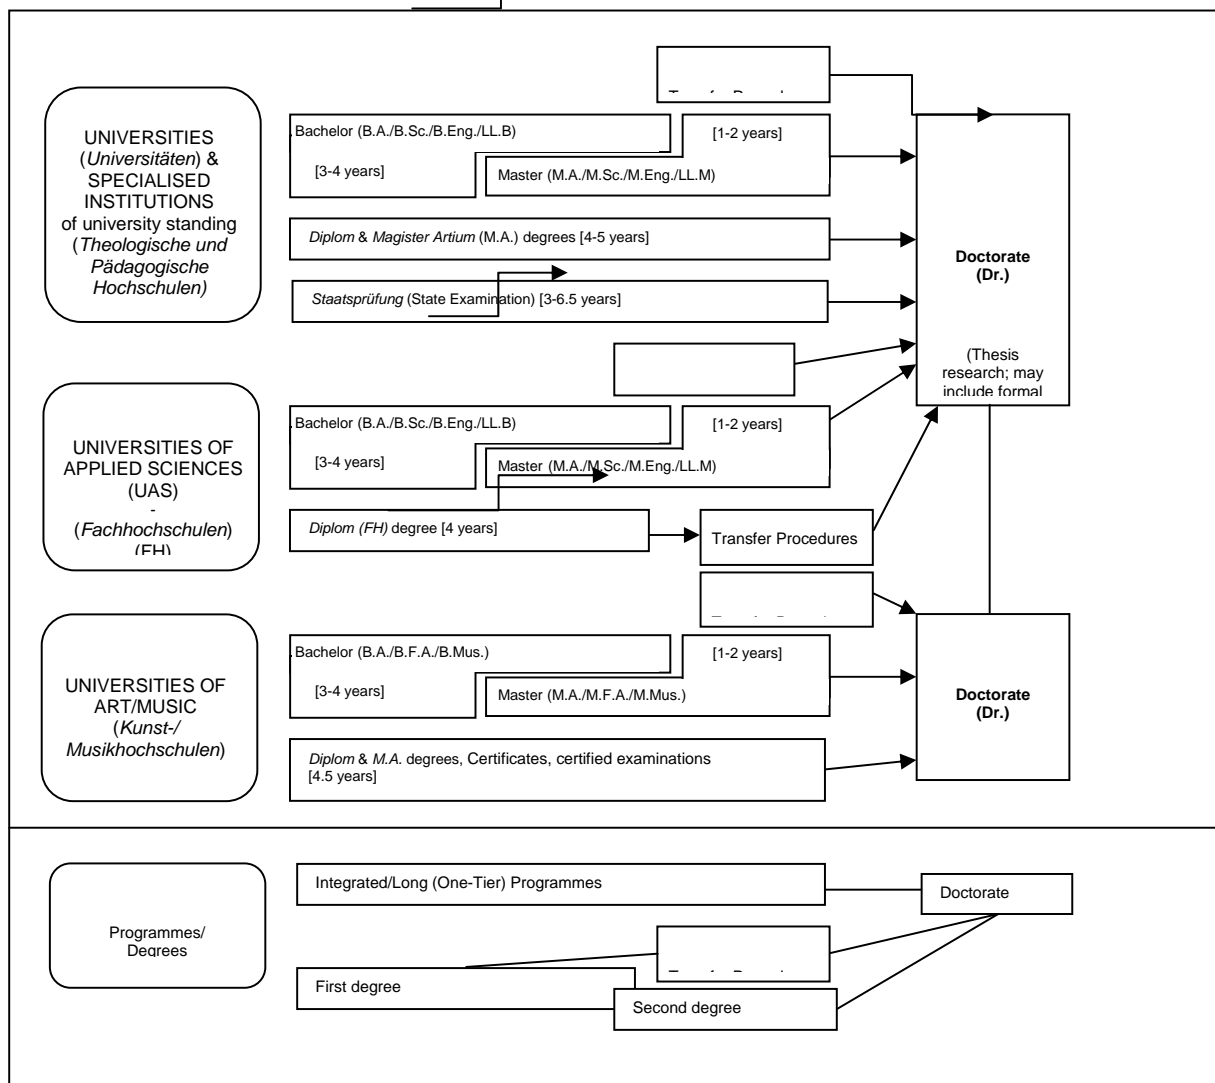 UNIVERSITIES
(Universitäten) &
SPECIALISED
INSTITUTIONS
of university standing
(Theologische und
Pädagogische
Hochschulen)
Bachelor (B.A./B.Sc./B.Eng./LL.B)
[3-4 years]
[1-2 years]
Master (M.A./M.Sc./M.Eng./LL.M)
Diplom & Magister Artium (M.A.) degrees [4-5 years]
Staatsprüfung (State Examination) [3-6.5 years]
Doctorate
(Dr.)
(Thesis
research; may
include formal
UNIVERSITIES OF
APPLIED SCIENCES
(UAS)
-
(Fachhochschulen)
(FH)
Bachelor (B.A./B.Sc./B.Eng./LL.B)
[3-4 years]
[1-2 years]
Master (M.A./M.Sc./M.Eng./LL.M)
Diplom (FH) degree [4 years]
Transfer Procedures
UNIVERSITIES OF
ART/MUSIC
(Kunst-/
Musikhochschulen)
Bachelor (B.A./B.F.A./B.Mus.)
[3-4 years]
[1-2 years]
Master (M.A./M.F.A./M.Mus.)
Diplom & M.A. degrees, Certificates, certified examinations
[4.5 years]
Doctorate
(Dr.)
Programmes/
Degrees
Integrated/Long (One-Tier) Programmes
Doctorate
First degree
Second degree